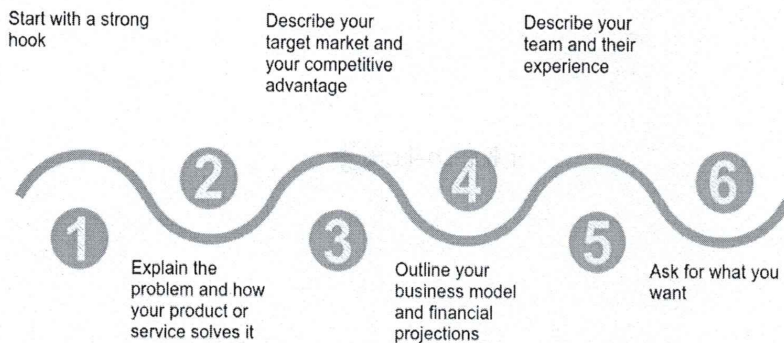 Start with a strong
hook
1
2
Explain the
problem and how
your product or
service solves it
Describe your
target market and
your competitive
advantage
3
4
Outline your
business model
and financial
projections
Describe your
team and their
experience
5
6
Ask for what you
want